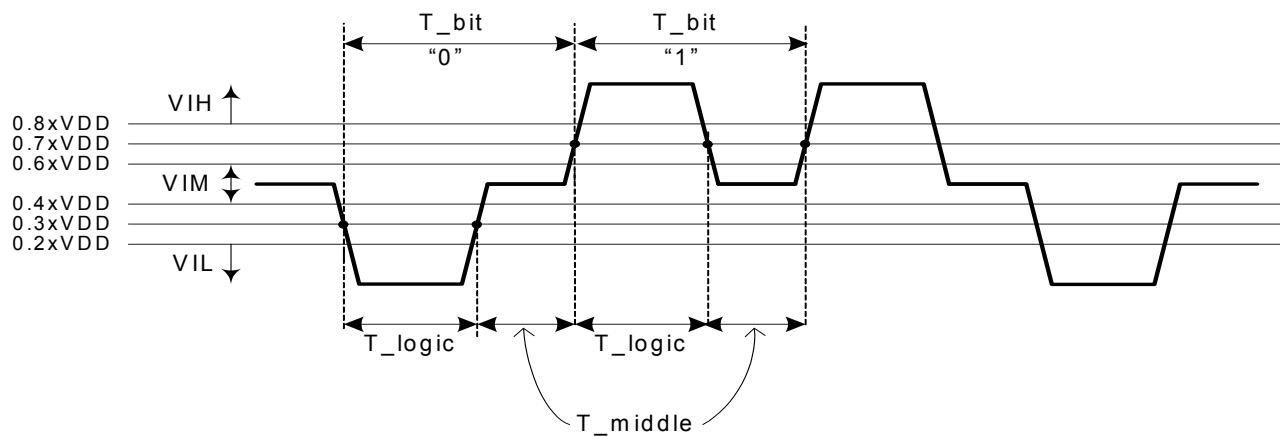 T_bit
T_bit
“0”
“1”
VIH
0.8xVDD
0.7xVDD
0.6xVDD
VIM
0.4xVDD
0.3xVDD
0.2xVDD
VIL
T_logic
T_logic
T_middle